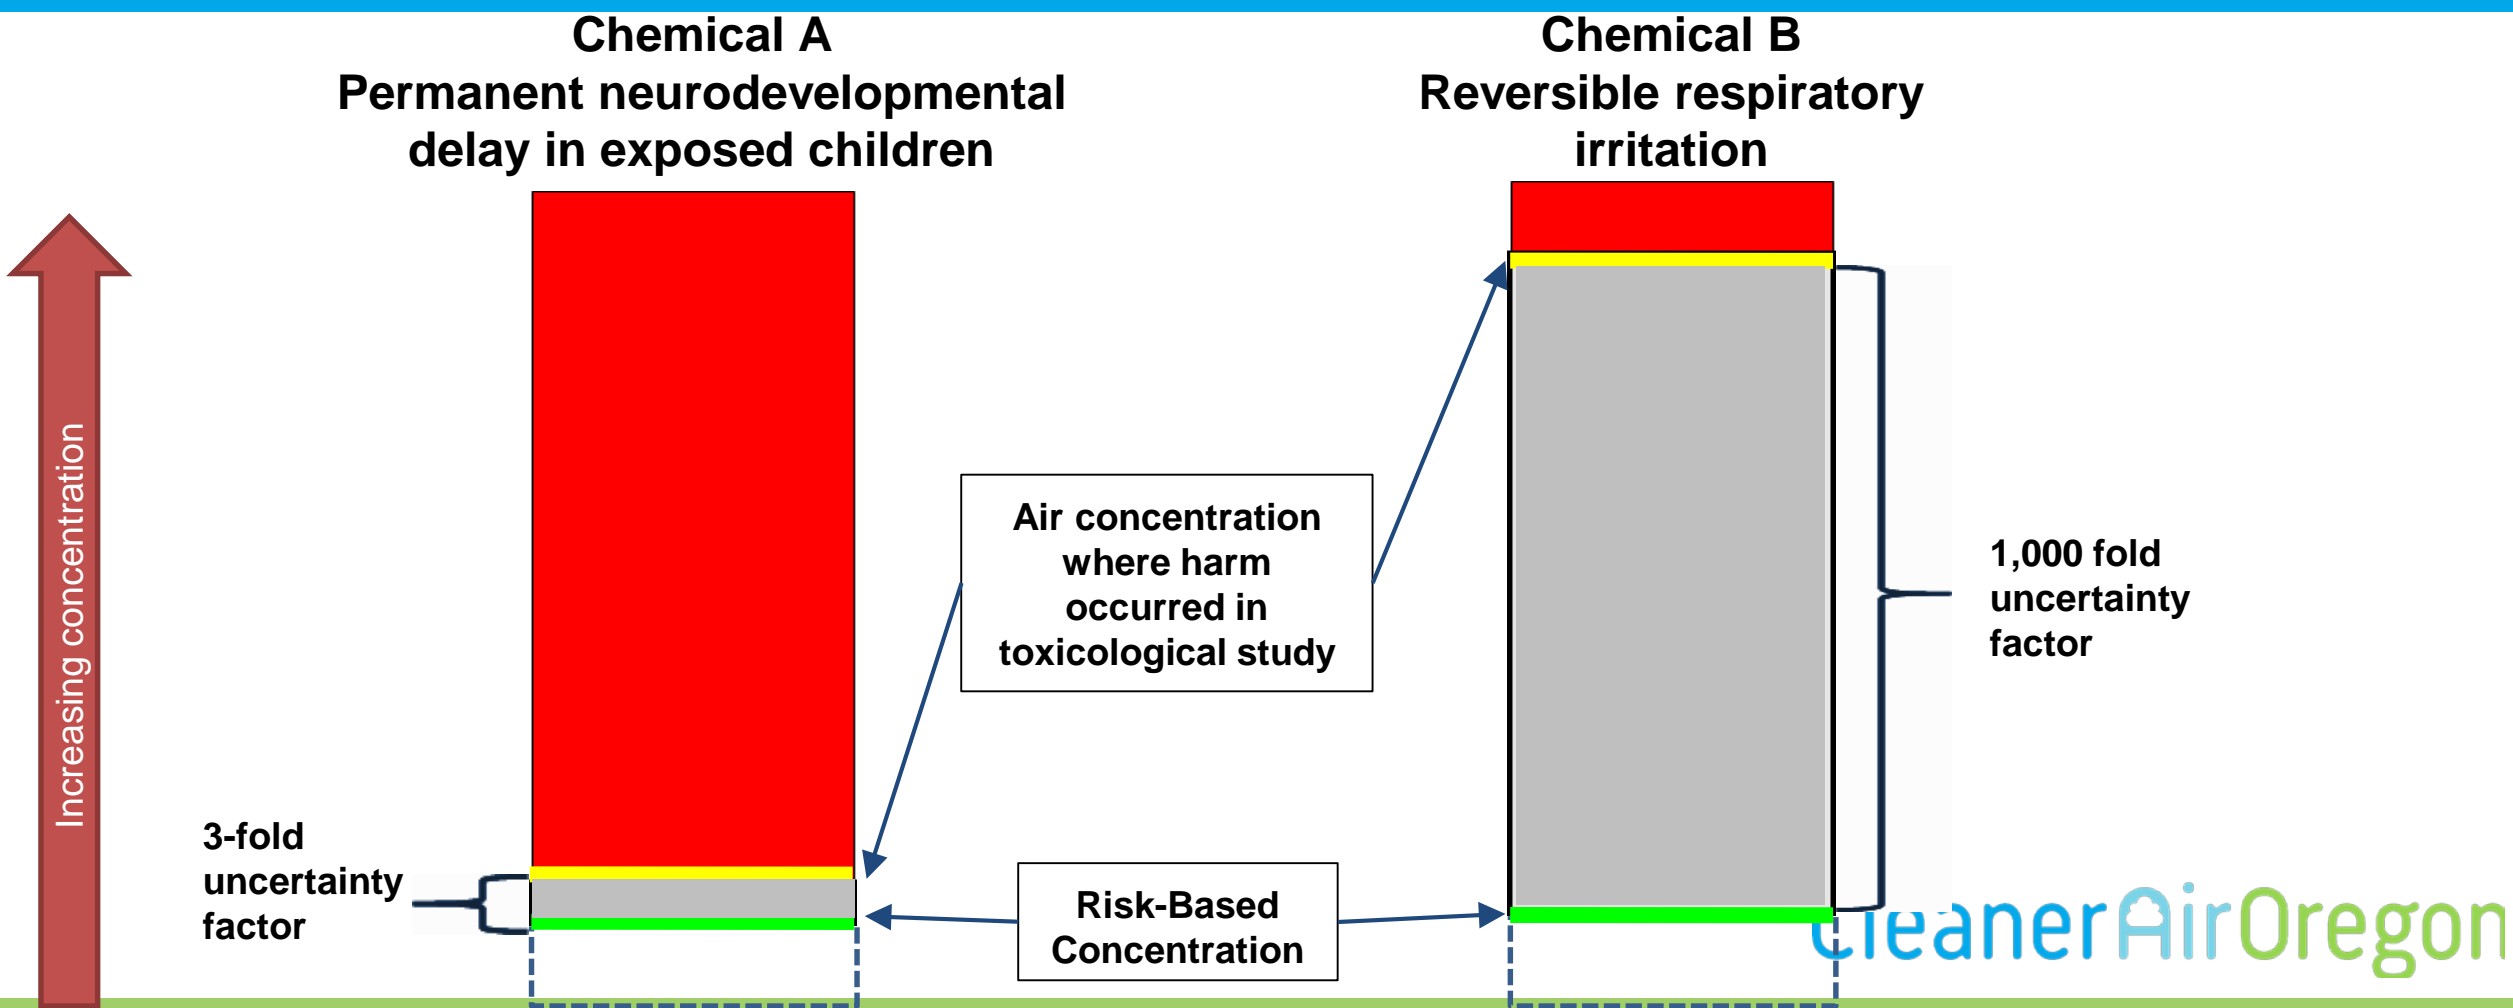 Chemical A
Permanent neurodevelopmental
delay in exposed children
Chemical B
Reversible respiratory
irritation
Increasing concentration
Air concentration
where harm
occurred in
toxicological study
1,000 fold
uncertainty
factor
3-fold
uncertainty
factor
Risk-Based
Concentration
CleanerAirOregon